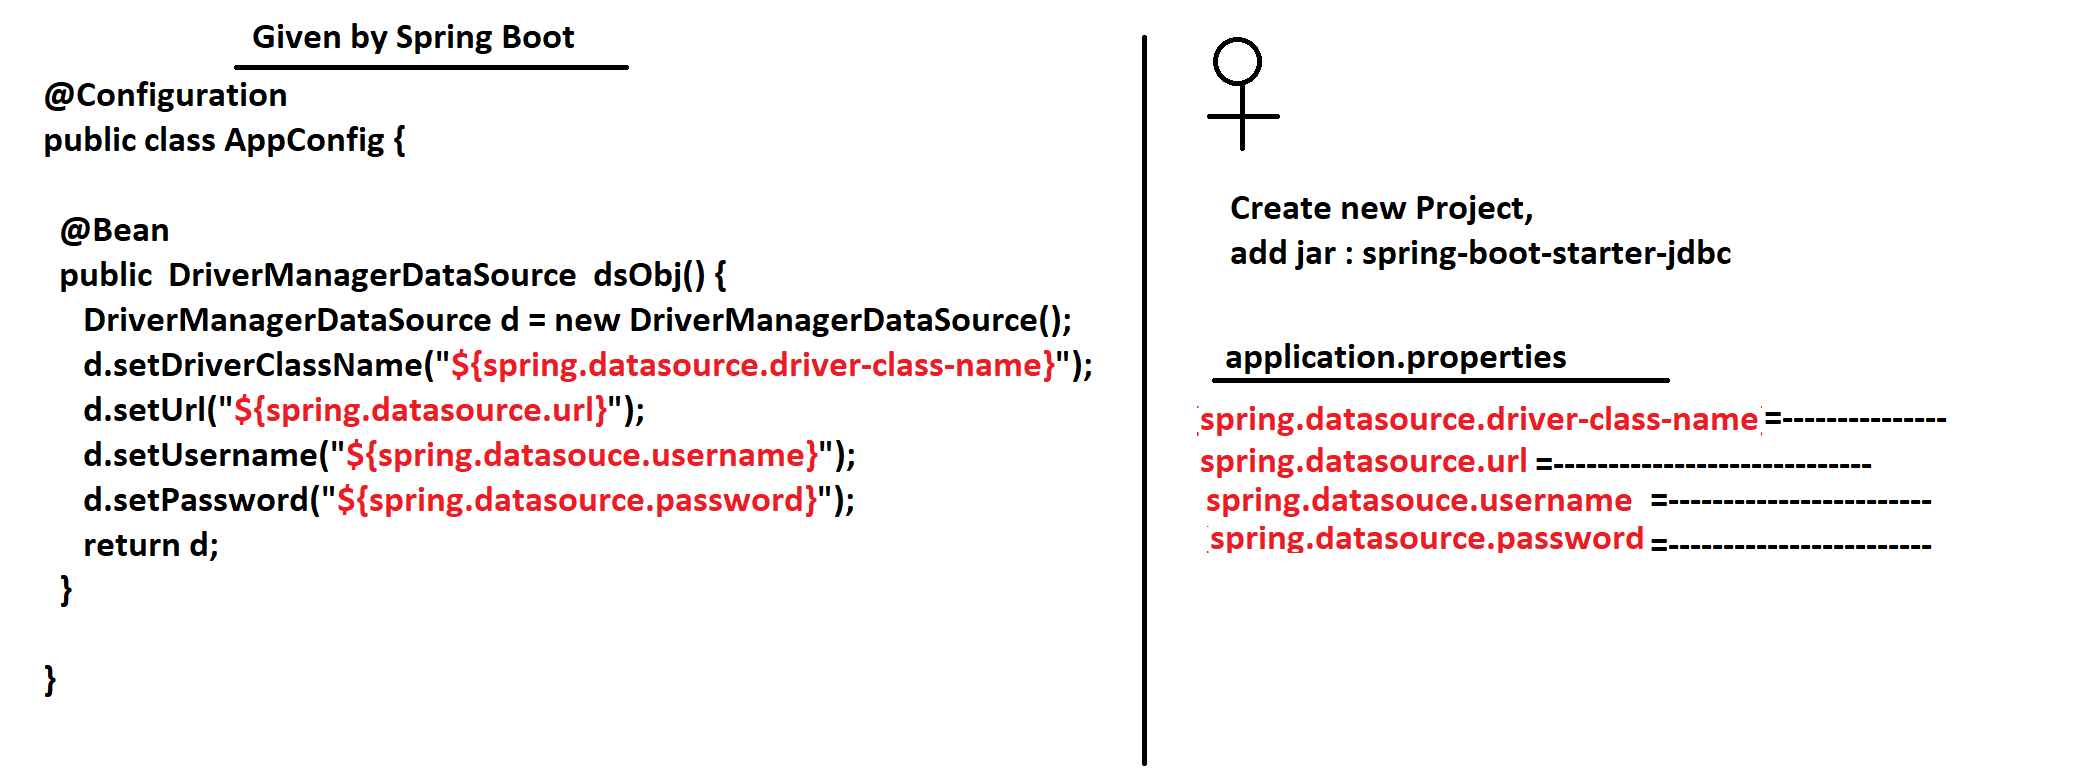 Given by Spring Boot
@Configuration
public class AppConfig {
@Bean
public DriverManagerDataSource dsObj() {
DriverManagerDataSource d = new DriverManagerDataSource();
d.setDriverClassName("${spring.datasource.driver-class-name}");
d.setUrl("${spring.datasource.url}");
d.setUsername("${spring.datasouce.username}");
d.setPassword("${spring.datasource.password}");
return d;
}
}
Create new Project,
add jar : spring-boot-starter-jdbc
application.properties
spring.datasource.driver-class-name=---------------
spring.datasource.url =-----------------------------
spring.datasouce.username =------------------------
spring.datasource.password =------------------------